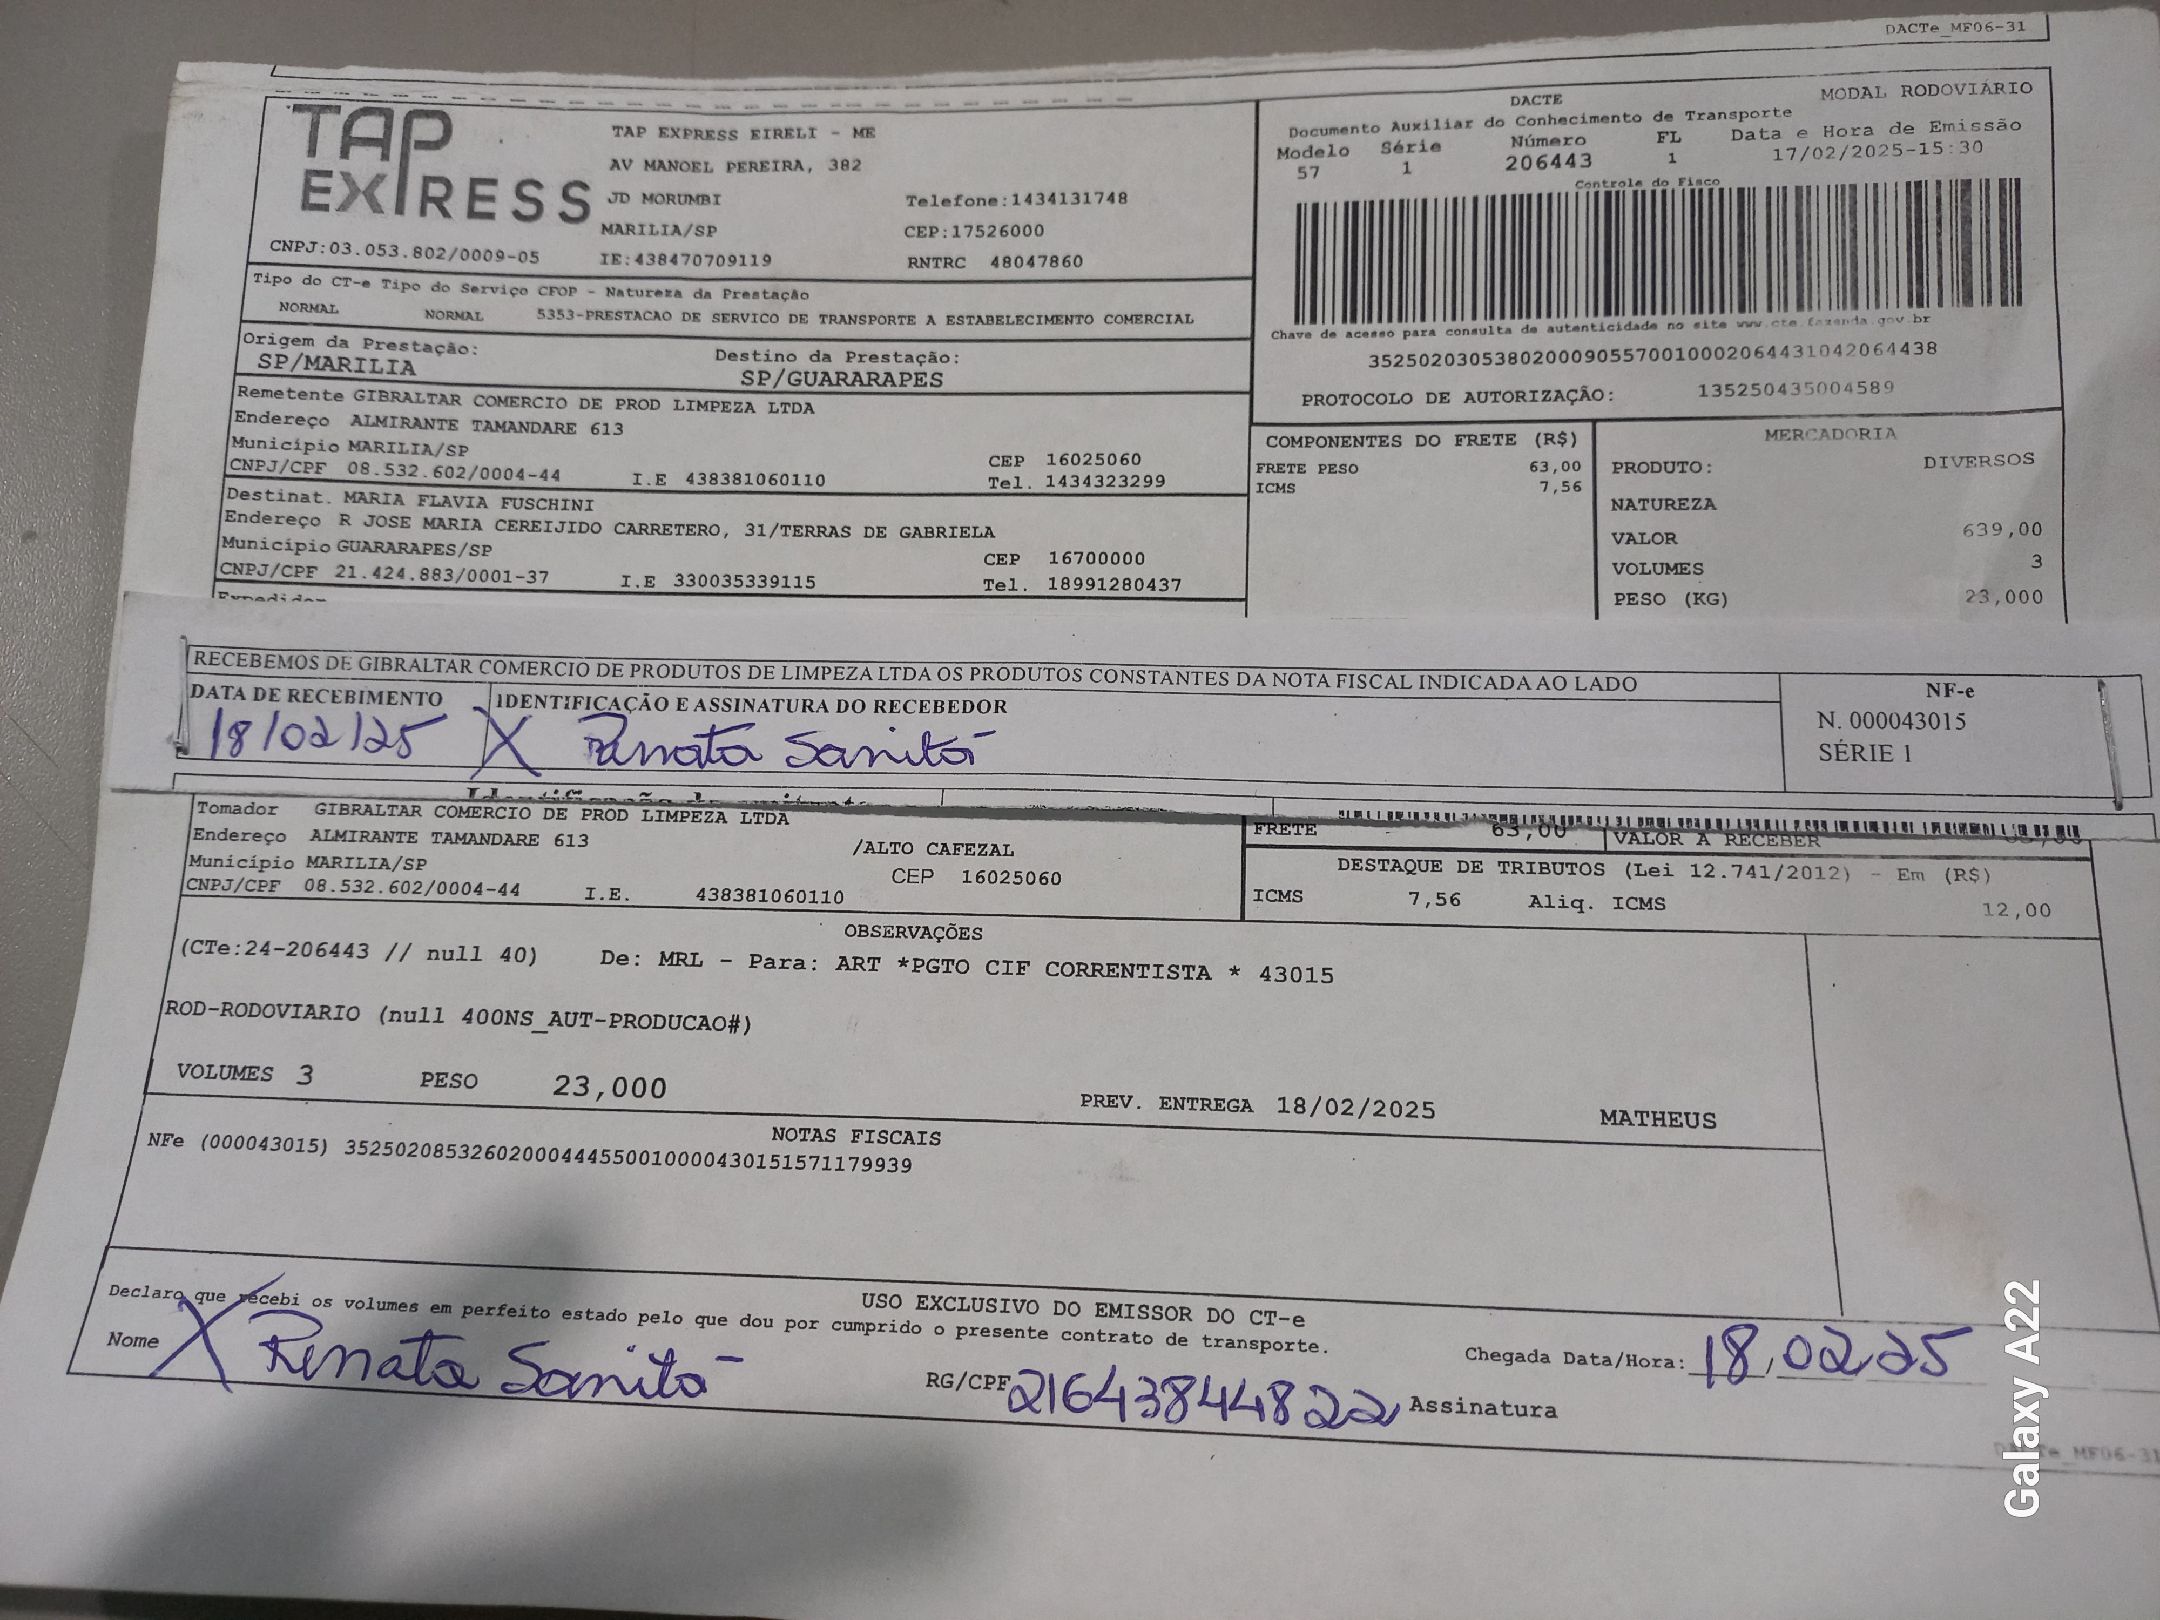 DACTe_MF06-31
TAP EXPRESS
TAP EXPRESS EIRELI - ME
AV MANOEL PEREIRA, 382
JD MORUMBI Telefone:1434131748
MARILIA/SP CEP:17526000
CNPJ:03.053.802/0009-05 IE:438470709119 RNTRC 48047860
DACTE MODAL RODOVIÁRIO
Documento Auxiliar do Conhecimento de Transporte
Modelo Série Número FL Data e Hora de Emissão
57 1 206443 1 17/02/2025-15:30
Controle do Fisco
Chave de acesso para consulta de autenticidade no site www.cte.fazenda.gov.br
35250203053802000905570010002064431042064438
PROTOCOLO DE AUTORIZAÇÃO: 135250435004589
Tipo do CT-e Tipo do Serviço CFOP - Natureza da Prestação
NORMAL NORMAL 5353-PRESTACAO DE SERVICO DE TRANSPORTE A ESTABELECIMENTO COMERCIAL
Origem da Prestação: Destino da Prestação:
SP/MARILIA SP/GUARARAPES
Remetente GIBRALTAR COMERCIO DE PROD LIMPEZA LTDA
Endereço ALMIRANTE TAMANDARE 613
Município MARILIA/SP CEP 16025060
CNPJ/CPF 08.532.602/0004-44 I.E 438381060110 Tel. 1434323299
Destinat. MARIA FLAVIA FUSCHINI
Endereço R JOSE MARIA CEREIJIDO CARRETERO, 31/TERRAS DE GABRIELA
Município GUARARAPES/SP CEP 16700000
CNPJ/CPF 21.424.883/0001-37 I.E 330035339115 Tel. 18991280437
COMPONENTES DO FRETE (R$)
FRETE PESO 63,00
ICMS 7,56
MERCADORIA
PRODUTO: DIVERSOS
NATUREZA
VALOR 639,00
VOLUMES 3
PESO (KG) 23,000
RECEBEMOS DE GIBRALTAR COMERCIO DE PRODUTOS DE LIMPEZA LTDA OS PRODUTOS CONSTANTES DA NOTA FISCAL INDICADA AO LADO
DATA DE RECEBIMENTO IDENTIFICAÇÃO E ASSINATURA DO RECEBEDOR
18/02/25 X Renata Sanitá
NF-e
N. 000043015
SÉRIE 1
Tomador GIBRALTAR COMERCIO DE PROD LIMPEZA LTDA
Endereço ALMIRANTE TAMANDARE 613 /ALTO CAFEZAL
Município MARILIA/SP CEP 16025060
CNPJ/CPF 08.532.602/0004-44 I.E. 438381060110
FRETE 63,00 VALOR A RECEBER
DESTAQUE DE TRIBUTOS (Lei 12.741/2012) - Em (R$)
ICMS 7,56 Aliq. ICMS 12,00
OBSERVAÇÕES
(CTe:24-206443 // null 40) De: MRL - Para: ART *PGTO CIF CORRENTISTA * 43015
ROD-RODOVIARIO (null 400NS_AUT-PRODUCAO#)
VOLUMES 3 PESO 23,000 PREV. ENTREGA 18/02/2025 MATHEUS
NOTAS FISCAIS
NFe (000043015) 35250208532602000444550010000430151571179939
USO EXCLUSIVO DO EMISSOR DO CT-e
Declaro que recebi os volumes em perfeito estado pelo que dou por cumprido o presente contrato de transporte.
Nome X Renata Sanitá RG/CPF 21643844822 Assinatura Chegada Data/Hora: 18,02,25
DACTe_MF06-31
Galaxy A22